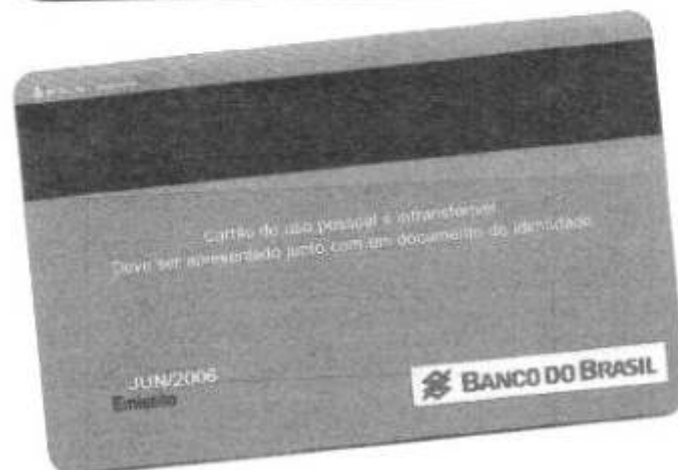 Cartão de uso pessoal e intransferível
Deve ser apresentado junto com um documento de identidade.
JUN/2006
Emissão
BANCO DO BRASIL